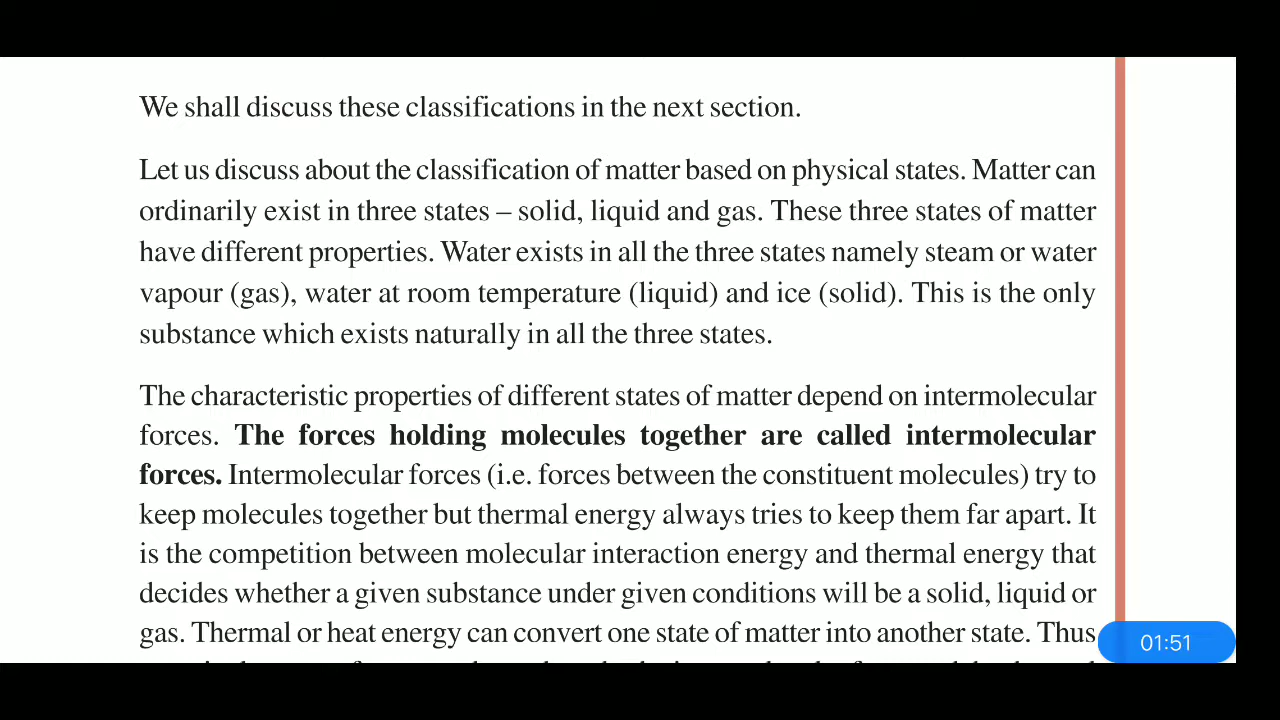 We shall discuss these classifications in the next section.
Let us discuss about the classification of matter based on physical states. Matter can
ordinarily exist in three states – solid, liquid and gas. These three states of matter
have different properties. Water exists in all the three states namely steam or water
vapour (gas), water at room temperature (liquid) and ice (solid). This is the only
substance which exists naturally in all the three states.
The characteristic properties of different states of matter depend on intermolecular
forces. The forces holding molecules together are called intermolecular
forces. Intermolecular forces (i.e. forces between the constituent molecules) try to
keep molecules together but thermal energy always tries to keep them far apart. It
is the competition between molecular interaction energy and thermal energy that
decides whether a given substance under given conditions will be a solid, liquid or
gas. Thermal or heat energy can convert one state of matter into another state. Thus
01:51